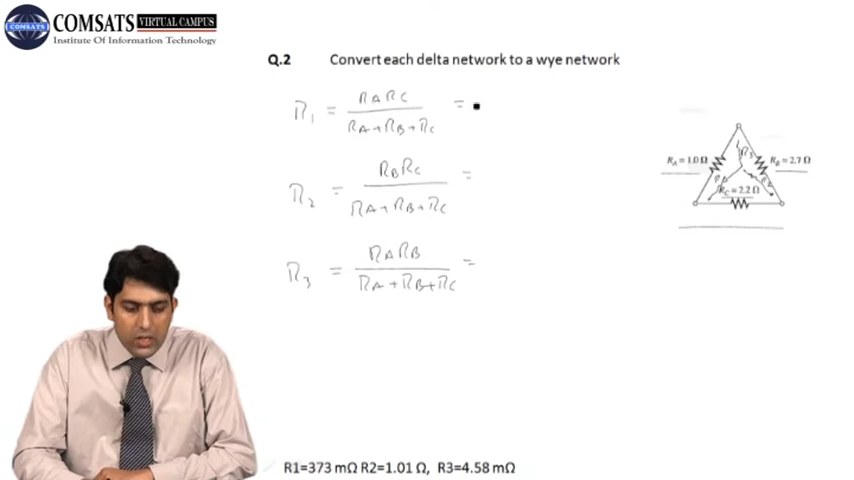 COMSATS VIRTUAL CAMPUS
Institute Of Information Technology
Q.2 Convert each delta network to a wye network
R1 = RARC / RA+RB+RC =
R2 = RBRC / RA+RB+RC =
R3 = RARB / RA+RB+RC =
R3
RA = 1.0 Ω
RB = 2.7 Ω
RC = 2.2 Ω
R1=373 mΩ R2=1.01 Ω, R3=4.58 mΩ